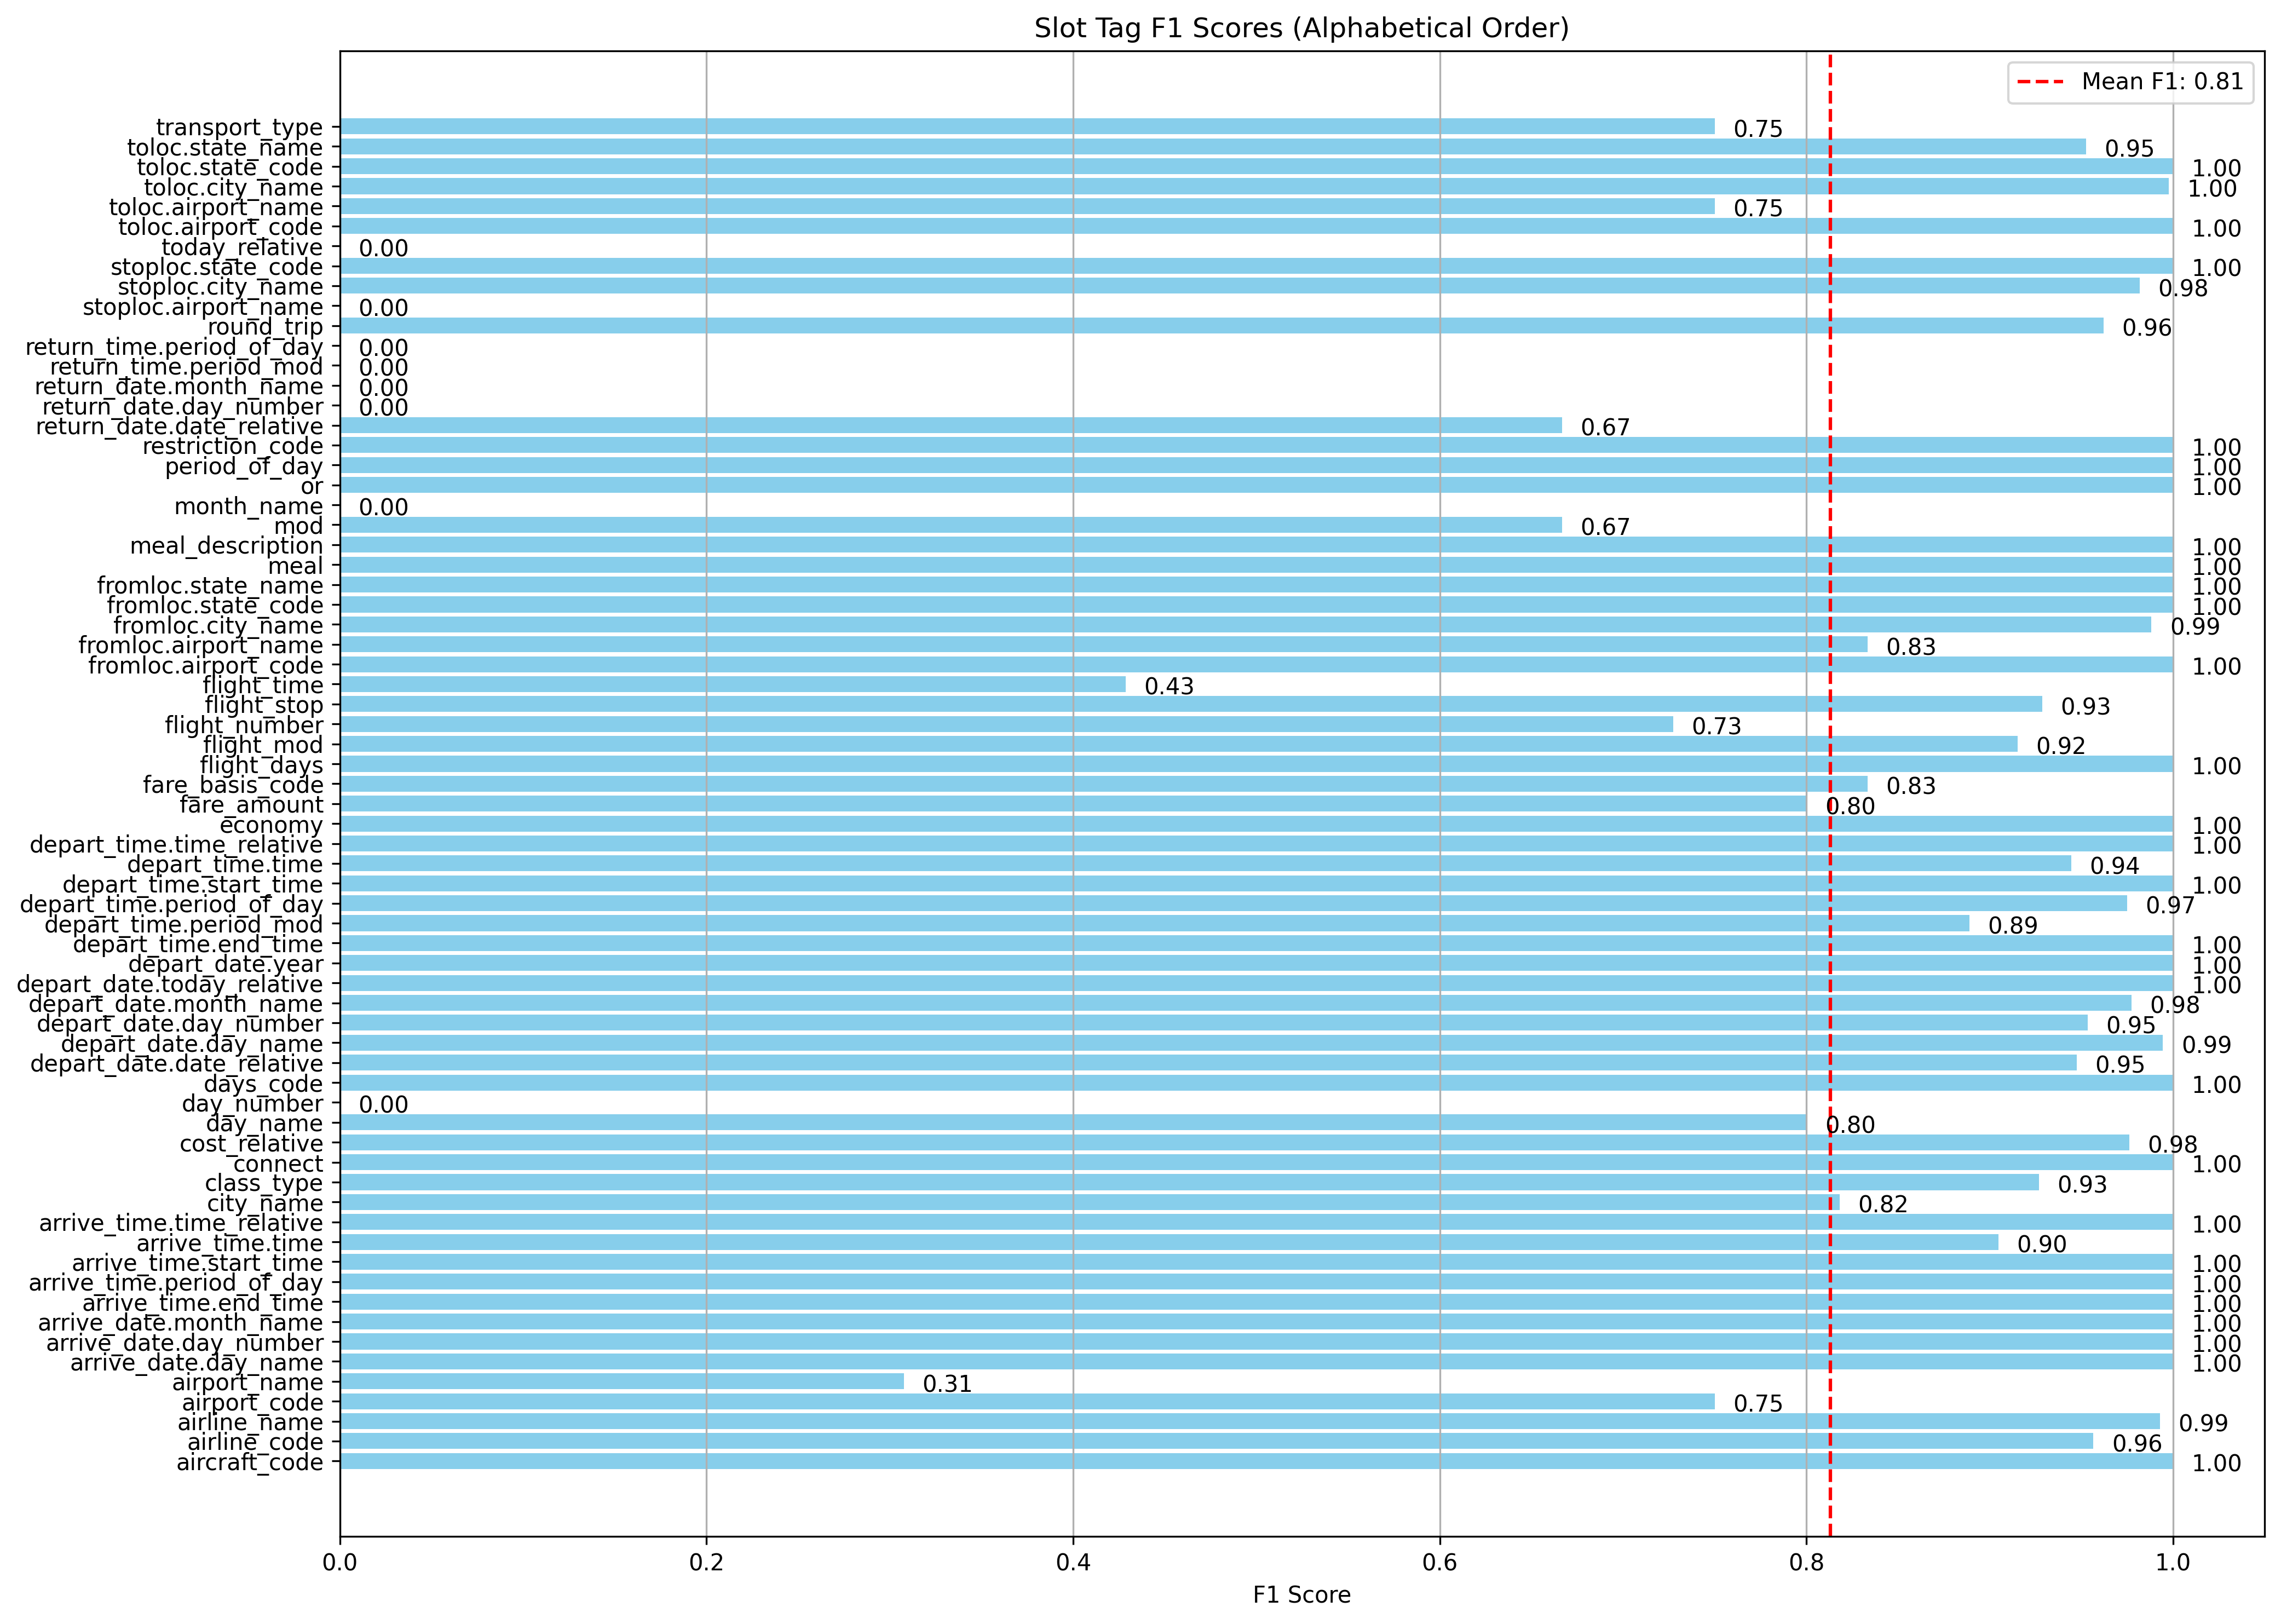 Slot Tag F1 Scores (Alphabetical Order)
Mean F1: 0.81
transport_type 0.75
toloc.state_name 0.95
toloc.state_code 1.00
toloc.city_name 1.00
toloc.airport_name 0.75
toloc.airport_code 1.00
today_relative 0.00
stoploc.state_code 1.00
stoploc.city_name 0.98
stoploc.airport_name 0.00
round_trip 0.96
return_time.period_of_day 0.00
return_time.period_mod 0.00
return_date.month_name 0.00
return_date.day_number 0.00
return_date.date_relative 0.67
restriction_code 1.00
period_of_day 1.00
or 1.00
month_name 0.00
mod 0.67
meal_description 1.00
meal 1.00
fromloc.state_name 1.00
fromloc.state_code 1.00
fromloc.city_name 0.99
fromloc.airport_name 0.83
fromloc.airport_code 1.00
flight_time 0.43
flight_stop 0.93
flight_number 0.73
flight_mod 0.92
flight_days 1.00
fare_basis_code 0.83
fare_amount 0.80
economy 1.00
depart_time.time_relative 1.00
depart_time.time 0.94
depart_time.start_time 1.00
depart_time.period_of_day 0.97
depart_time.period_mod 0.89
depart_time.end_time 1.00
depart_date.year 1.00
depart_date.today_relative 1.00
depart_date.month_name 0.98
depart_date.day_number 0.95
depart_date.day_name 0.99
depart_date.date_relative 0.95
days_code 1.00
day_number 0.00
day_name 0.80
cost_relative 0.98
connect 1.00
class_type 0.93
city_name 0.82
arrive_time.time_relative 1.00
arrive_time.time 0.90
arrive_time.start_time 1.00
arrive_time.period_of_day 1.00
arrive_time.end_time 1.00
arrive_date.month_name 1.00
arrive_date.day_number 1.00
arrive_date.day_name 1.00
airport_name 0.31
airport_code 0.75
airline_name 0.99
airline_code 0.96
aircraft_code 1.00
0.0 0.2 0.4 0.6 0.8 1.0
F1 Score